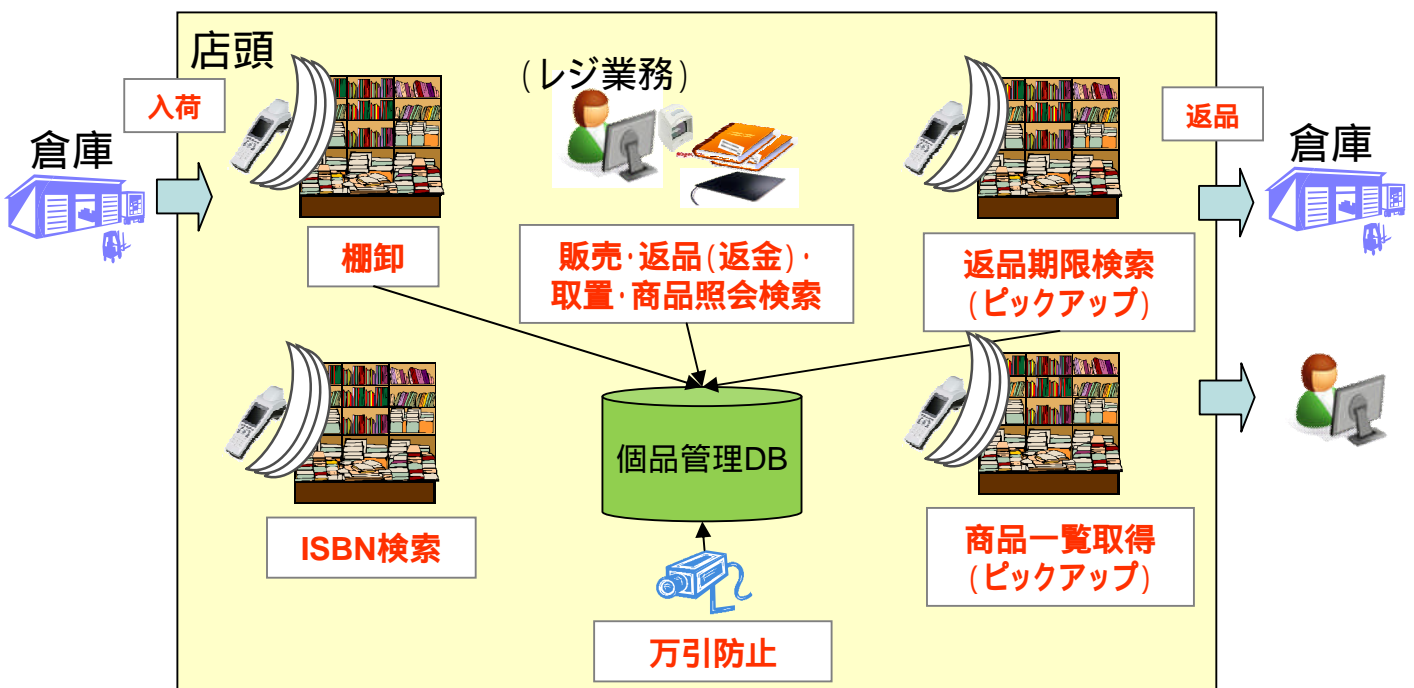 店頭
(レジ業務)
入荷
返品
倉庫
倉庫
棚卸
販売·返品(返金)·
取置·商品照会検索
返品期限検索
(ピックアップ)
個品管理DB
ISBN検索
商品一覧取得
(ピックアップ)
万引防止